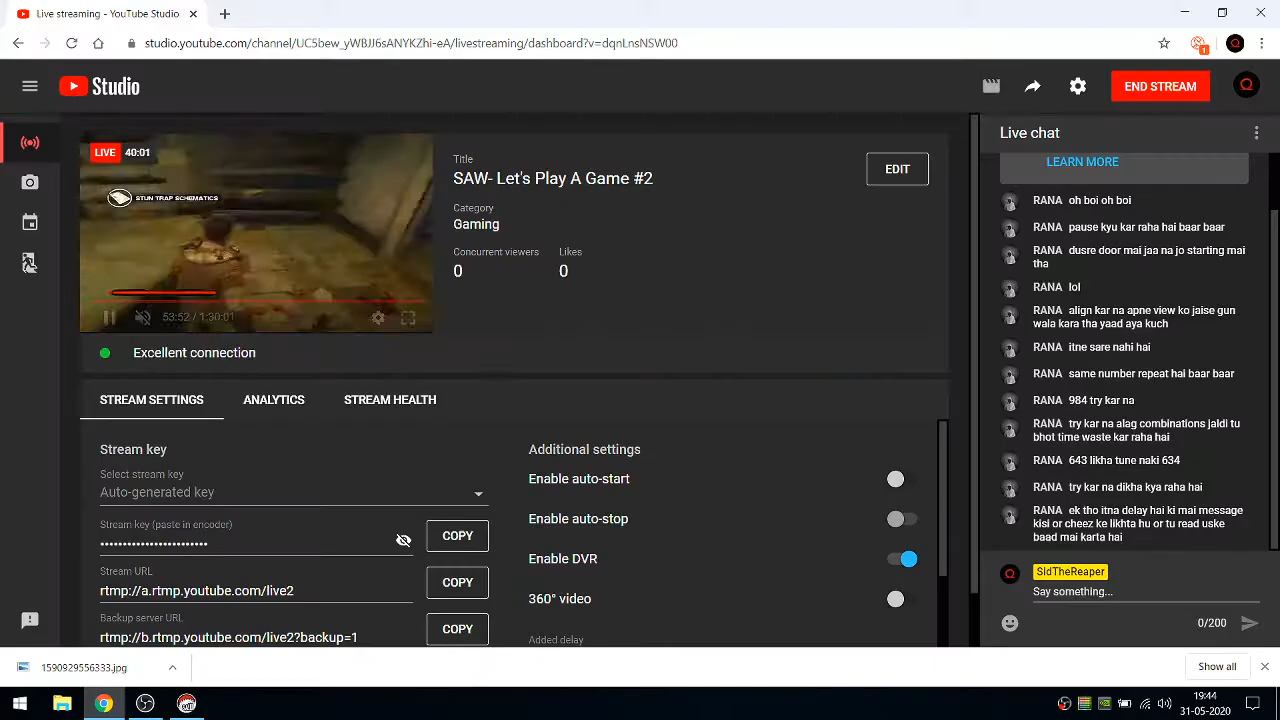 Live streaming - YouTube Studio
studio.youtube.com/channel/UC5bew_yWBJJ6sANYKZhi-eA/livestreaming/dashboard?v=dqnLnsNSW00
1
Studio
END STREAM
LIVE 40:01
STUN TRAP SCHEMATICS
53:52 / 1:30:01
Title
SAW- Let's Play A Game #2
EDIT
Category
Gaming
Concurrent viewers
Likes
0
0
Excellent connection
STREAM SETTINGS
ANALYTICS
STREAM HEALTH
Stream key
Select stream key
Auto-generated key
Stream key (paste in encoder)
••••••••••••••••••••••••
COPY
Stream URL
rtmp://a.rtmp.youtube.com/live2
COPY
Backup server URL
rtmp://b.rtmp.youtube.com/live2?backup=1
COPY
Additional settings
Enable auto-start
Enable auto-stop
Enable DVR
360° video
Added delay
Live chat
LEARN MORE
RANA oh boi oh boi
RANA pause kyu kar raha hai baar baar
RANA dusre door mai jaa na jo starting mai
tha
RANA lol
RANA align kar na apne view ko jaise gun
wala kara tha yaad aya kuch
RANA itne sare nahi hai
RANA same number repeat hai baar baar
RANA 984 try kar na
RANA try kar na alag combinations jaldi tu
bhot time waste kar raha hai
RANA 643 likha tune naki 634
RANA try kar na dikha kya raha hai
RANA ek tho itna delay hai ki mai message
kisi or cheez ke likhta hu or tu read uske
baad mai karta hai
SidTheReaper
Say something...
0/200
1590929556333.jpg
Show all
19:44
31-05-2020